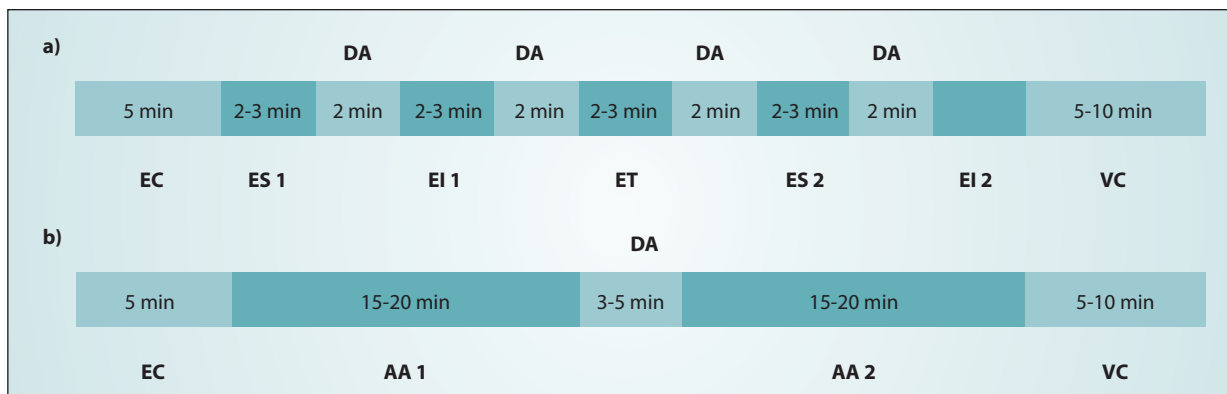 a)
DA DA DA DA
5 min 2-3 min 2 min 2-3 min 2 min 2-3 min 2 min 2-3 min 2 min 5-10 min
EC ES 1 EI 1 ET ES 2 EI 2 VC
b)
DA
5 min 15-20 min 3-5 min 15-20 min 5-10 min
EC AA 1 AA 2 VC